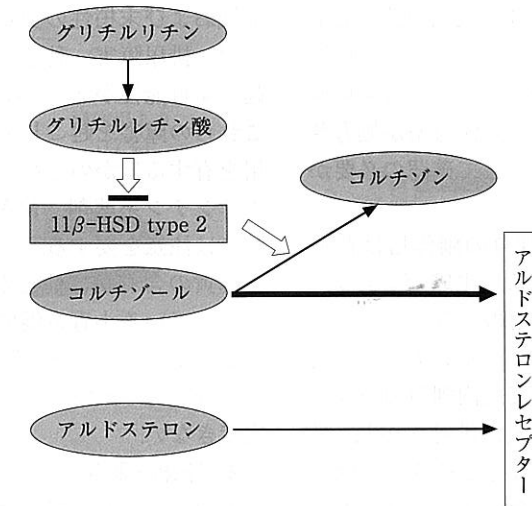 グリチルリチン
グリチルレチン酸
コルチゾン
11β-HSD type 2
コルチゾール
アルドステロンレセプター
アルドステロン